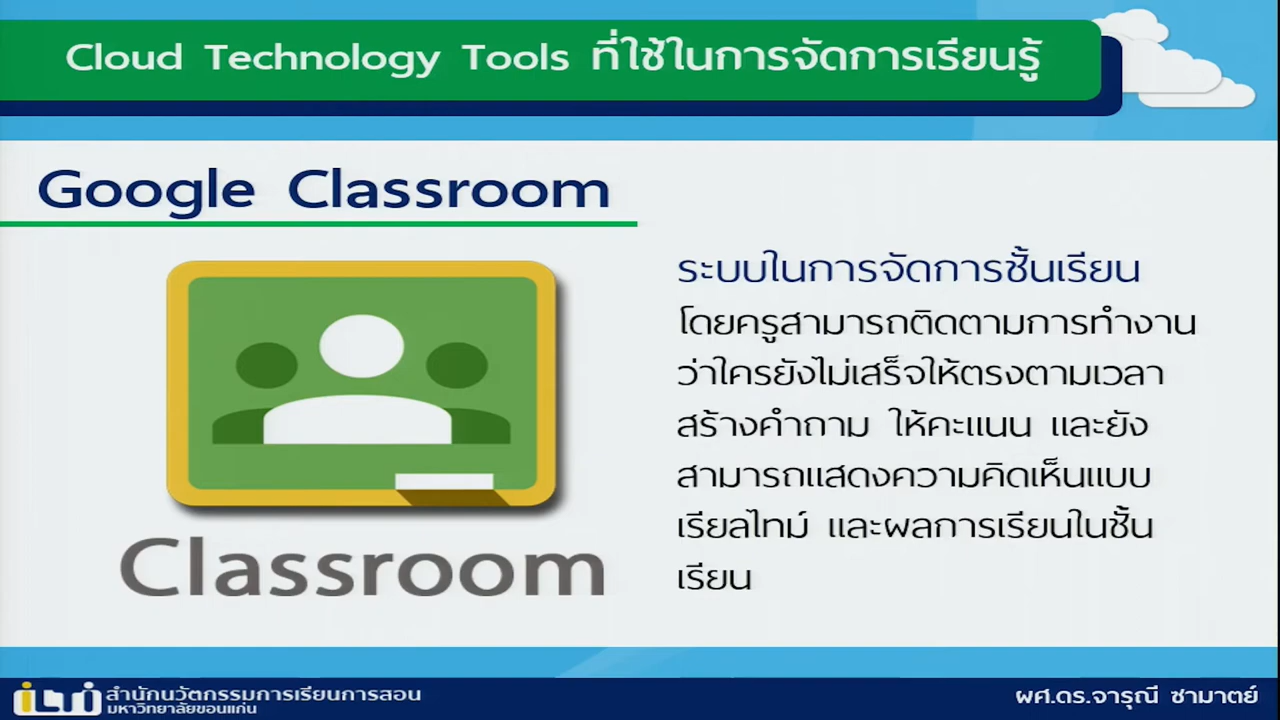 Cloud Technology Tools ที่ใช้ในการจัดการเรียนรู้
Google Classroom
ระบบในการจัดการชั้นเรียน
โดยครูสามารถติดตามการทำงาน
ว่าใครยังไม่เสร็จให้ตรงตามเวลา
สร้างคำถาม ให้คะแนน และยัง
สามารถแสดงความคิดเห็นแบบ
เรียลไทม์ และผลการเรียนในชั้น
เรียน
Classroom
สำนักนวัตกรรมการเรียนการสอน
มหาวิทยาลัยขอนแก่น
ผศ.ดร.จารุณี ซามาตย์